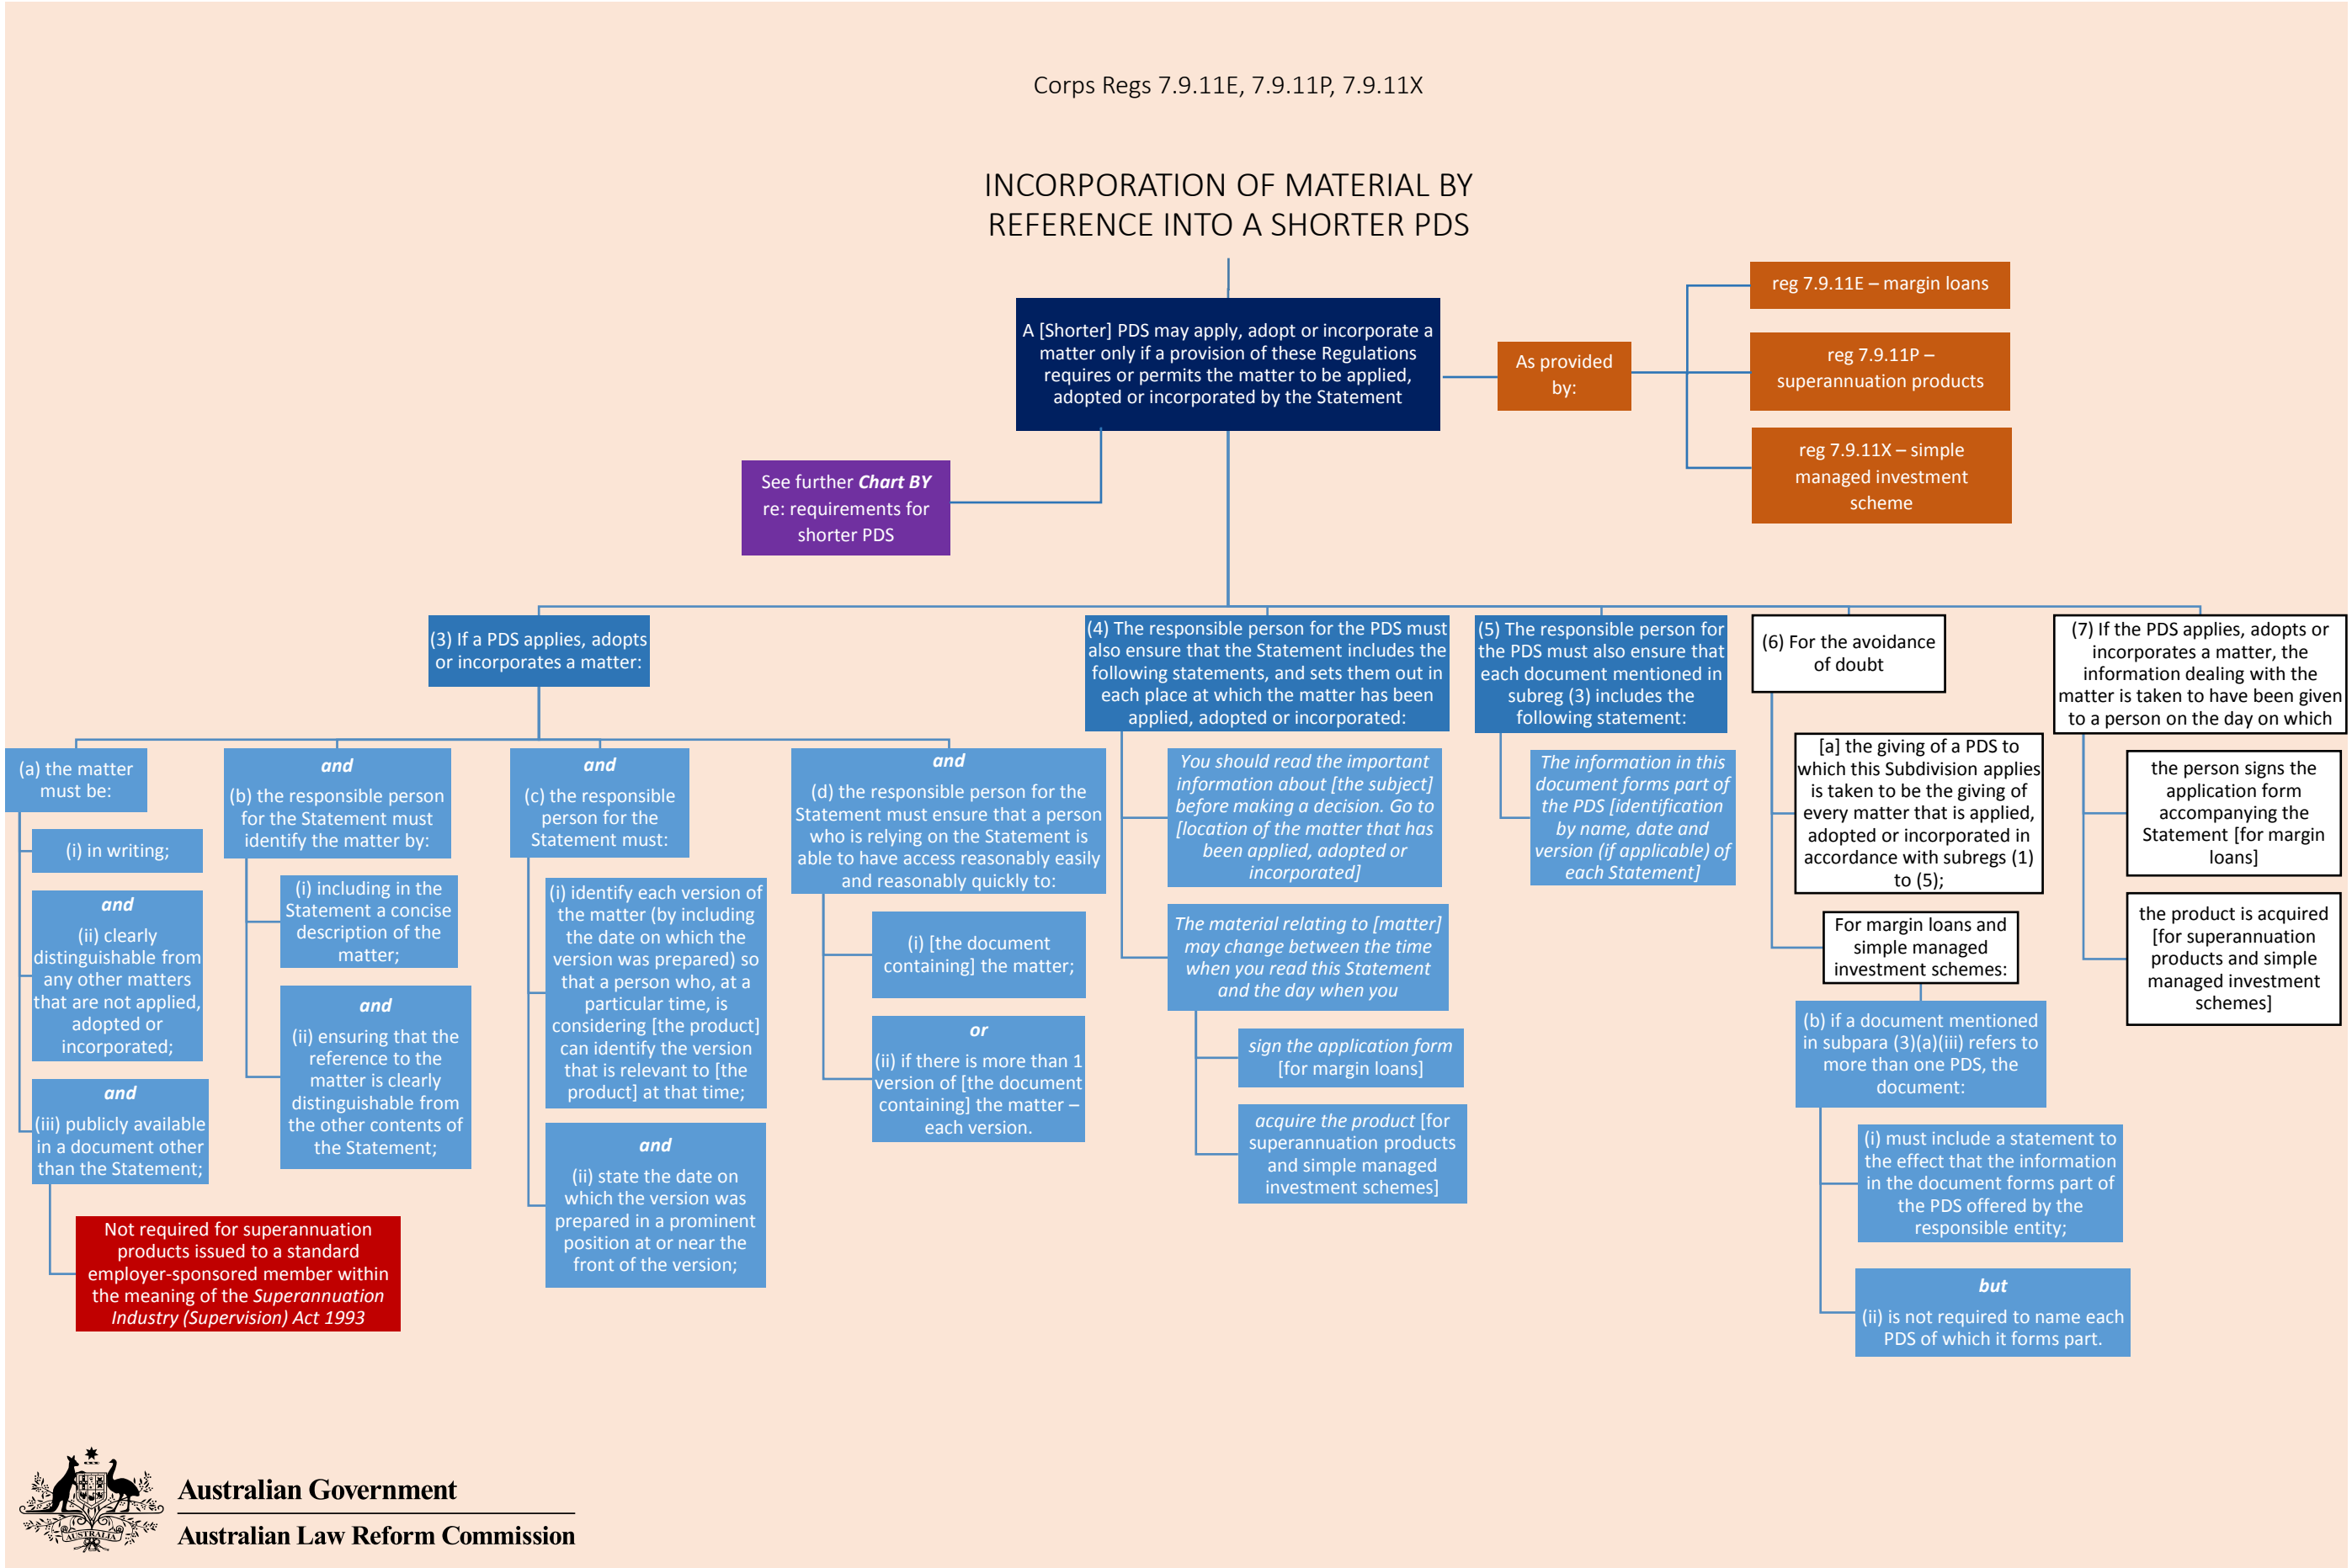 Corps Regs 7.9.11E, 7.9.11P, 7.9.11X
INCORPORATION OF MATERIAL BY
REFERENCE INTO A SHORTER PDS
A [Shorter] PDS may apply, adopt or incorporate a
matter only if a provision of these Regulations
requires or permits the matter to be applied,
adopted or incorporated by the Statement
As provided
by:
reg 7.9.11E – margin loans
reg 7.9.11P –
superannuation products
reg 7.9.11X – simple
managed investment
scheme
See further Chart BY
re: requirements for
shorter PDS
(3) If a PDS applies, adopts
or incorporates a matter:
(a) the matter
must be:
(i) in writing;
and
(ii) clearly
distinguishable from
any other matters
that are not applied,
adopted or
incorporated;
and
(iii) publicly available
in a document other
than the Statement;
Not required for superannuation
products issued to a standard
employer-sponsored member within
the meaning of the Superannuation
Industry (Supervision) Act 1993
and
(b) the responsible person
for the Statement must
identify the matter by:
(i) including in the
Statement a concise
description of the
matter;
and
(ii) ensuring that the
reference to the
matter is clearly
distinguishable from
the other contents of
the Statement;
and
(c) the responsible
person for the
Statement must:
(i) identify each version of
the matter (by including
the date on which the
version was prepared) so
that a person who, at a
particular time, is
considering [the product]
can identify the version
that is relevant to [the
product] at that time;
and
(ii) state the date on
which the version was
prepared in a prominent
position at or near the
front of the version;
and
(d) the responsible person for the
Statement must ensure that a person
who is relying on the Statement is
able to have access reasonably easily
and reasonably quickly to:
(i) [the document
containing] the matter;
or
(ii) if there is more than 1
version of [the document
containing] the matter –
each version.
(4) The responsible person for the PDS must
also ensure that the Statement includes the
following statements, and sets them out in
each place at which the matter has been
applied, adopted or incorporated:
You should read the important
information about [the subject]
before making a decision. Go to
[location of the matter that has
been applied, adopted or
incorporated]
The material relating to [matter]
may change between the time
when you read this Statement
and the day when you
sign the application form
[for margin loans]
acquire the product [for
superannuation products
and simple managed
investment schemes]
(5) The responsible person for
the PDS must also ensure that
each document mentioned in
subreg (3) includes the
following statement:
The information in this
document forms part of
the PDS [identification
by name, date and
version (if applicable) of
each Statement]
(6) For the avoidance
of doubt
[a] the giving of a PDS to
which this Subdivision applies
is taken to be the giving of
every matter that is applied,
adopted or incorporated in
accordance with subregs (1)
to (5);
For margin loans and
simple managed
investment schemes:
(b) if a document mentioned
in subpara (3)(a)(iii) refers to
more than one PDS, the
document:
(i) must include a statement to
the effect that the information
in the document forms part of
the PDS offered by the
responsible entity;
but
(ii) is not required to name each
PDS of which it forms part.
(7) If the PDS applies, adopts or
incorporates a matter, the
information dealing with the
matter is taken to have been given
to a person on the day on which
the person signs the
application form
accompanying the
Statement [for margin
loans]
the product is acquired
[for superannuation
products and simple
managed investment
schemes]
AUSTRALIA
Australian Government
Australian Law Reform Commission